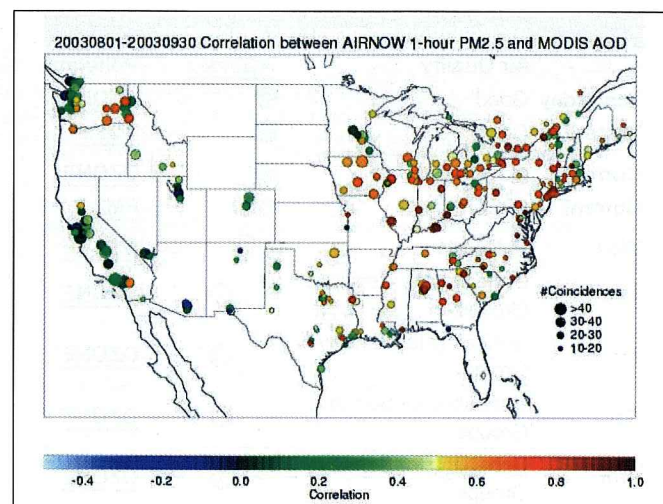 20030801-20030930 Correlation between AIRNOW 1-hour PM2.5 and MODIS AOD
#Coincidences
>40
30-40
20-30
10-20
-0.4 -0.2 0.0 0.2 0.4 0.6 0.8 1.0
Correlation